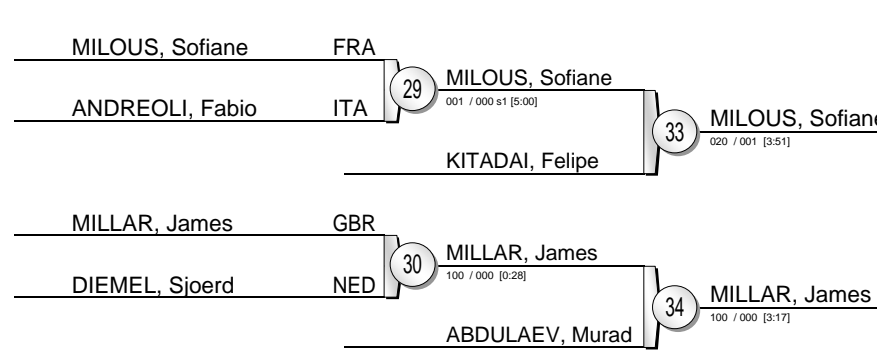 MILOUS, Sofiane FRA
ANDREOLI, Fabio ITA
29
MILOUS, Sofiane
001 / 000 s1 [5:00]
KITADAI, Felipe
33
MILOUS, Sofiane
020 / 001 [3:51]
MILLAR, James GBR
DIEMEL, Sjoerd NED
30
MILLAR, James
100 / 000 [0:28]
ABDULAEV, Murad
34
MILLAR, James
100 / 000 [3:17]